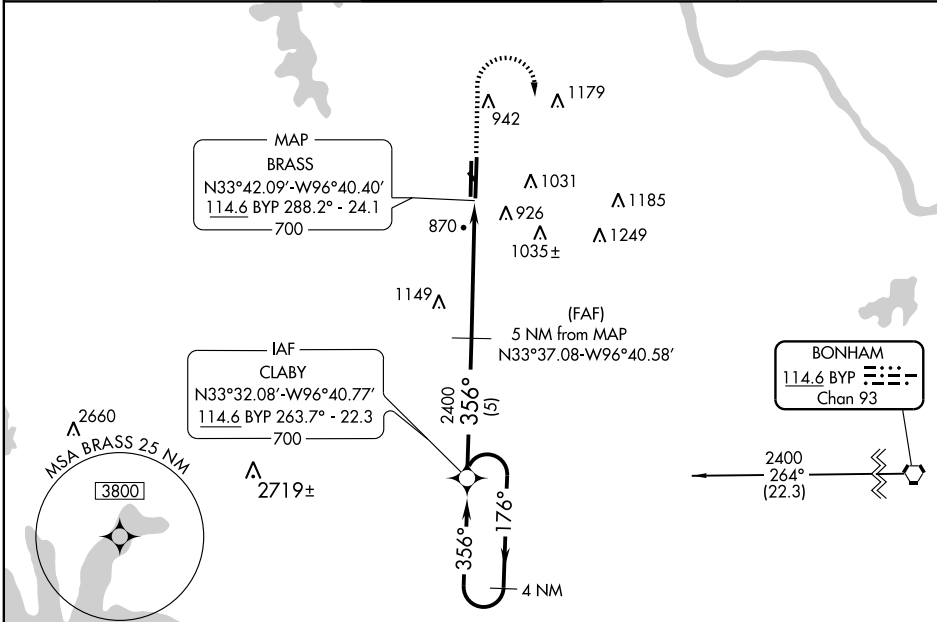 942
1179
MAP
BRASS
N33°42.09'-W96°40.40'
114.6 BYP 288.2° - 24.1
700
1031
926
1185
870
1035±
1249
1149
(FAF)
5 NM from MAP
N33°37.08-W96°40.58'
IAF
CLABY
N33°32.08'-W96°40.77'
114.6 BYP 263.7° - 22.3
700
2400
356°
(5)
BONHAM
114.6 BYP
Chan 93
2660
MSA BRASS 25 NM
3800
2719±
2400
264°
(22.3)
356°
176°
4 NM